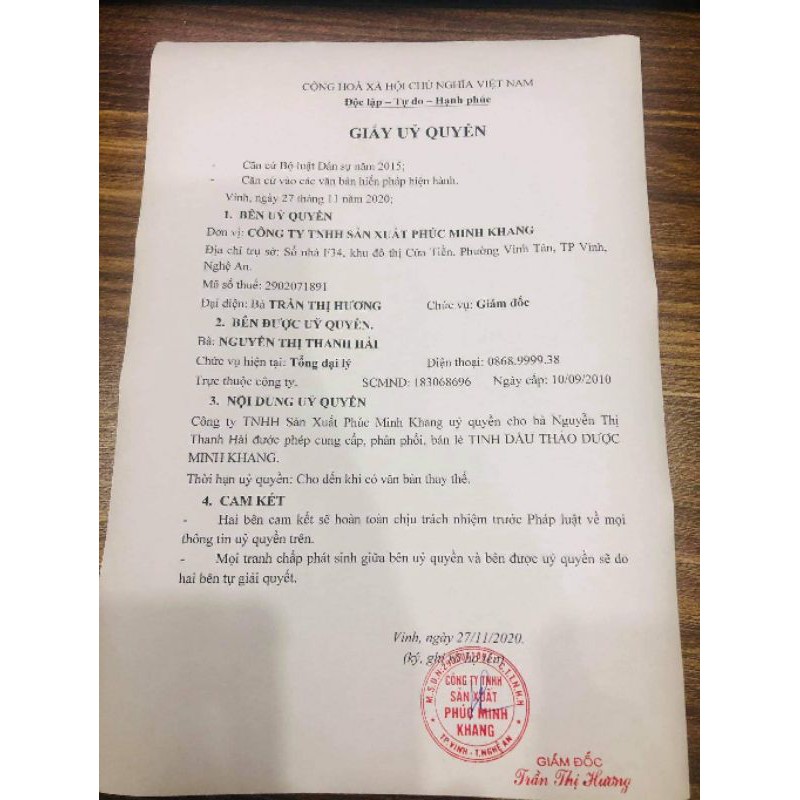 CỘNG HOÀ XÃ HỘI CHỦ NGHĨA VIỆT NAM
Độc lập – Tự do – Hạnh phúc
GIẤY UỶ QUYỀN
- Căn cứ Bộ luật Dân sự năm 2015;
- Căn cứ vào các văn bản hiến pháp hiện hành.
Vinh, ngày 27 tháng 11 năm 2020;
1. BÊN UỶ QUYỀN
Đơn vị: CÔNG TY TNHH SẢN XUẤT PHÚC MINH KHANG
Địa chỉ trụ sở: Số nhà F34, khu đô thị Cửa Tiền, Phường Vinh Tân, TP Vinh,
Nghệ An.
Mã số thuế: 2902071891
Đại diện: Bà TRẦN THỊ HƯƠNG Chức vụ: Giám đốc
2. BÊN ĐƯỢC UỶ QUYỀN.
Bà: NGUYỄN THỊ THANH HẢI
Chức vụ hiện tại: Tổng đại lý Điện thoại: 0868.9999.38
Trực thuộc công ty. SCMND: 183068696 Ngày cấp: 10/09/2010
3. NỘI DUNG UỶ QUYỀN
Công ty TNHH Sản Xuất Phúc Minh Khang uỷ quyền cho bà Nguyễn Thị
Thanh Hải được phép cung cấp, phân phối, bán lẻ TINH DẦU THẢO DƯỢC
MINH KHANG.
Thời hạn uỷ quyền: Cho đến khi có văn bản thay thế.
4. CAM KẾT
- Hai bên cam kết sẽ hoàn toàn chịu trách nhiệm trước Pháp luật về mọi
thông tin uỷ quyền trên.
- Mọi tranh chấp phát sinh giữa bên uỷ quyền và bên được uỷ quyền sẽ do
hai bên tự giải quyết.
Vinh, ngày 27/11/2020.
(ký, ghi rõ họ tên)
CÔNG TY TNHH
SẢN XUẤT
PHÚC MINH
KHANG
TP.VINH - T.NGHỆ AN
GIÁM ĐỐC
Trần Thị Hương